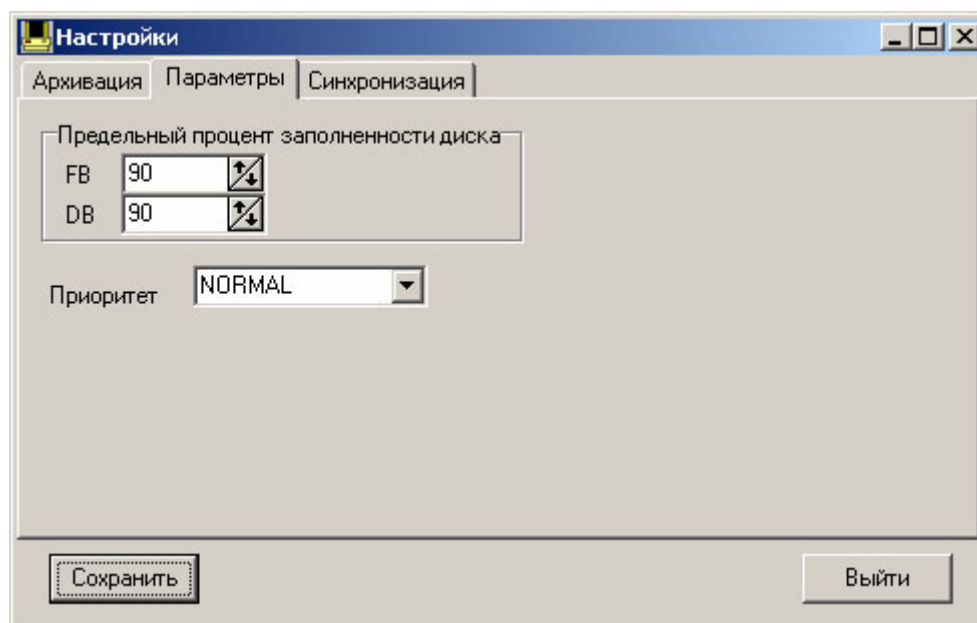 Настройки
Архивация Параметры Синхронизация
Предельный процент заполненности диска
FB 90
DB 90
Приоритет NORMAL
Сохранить Выйти